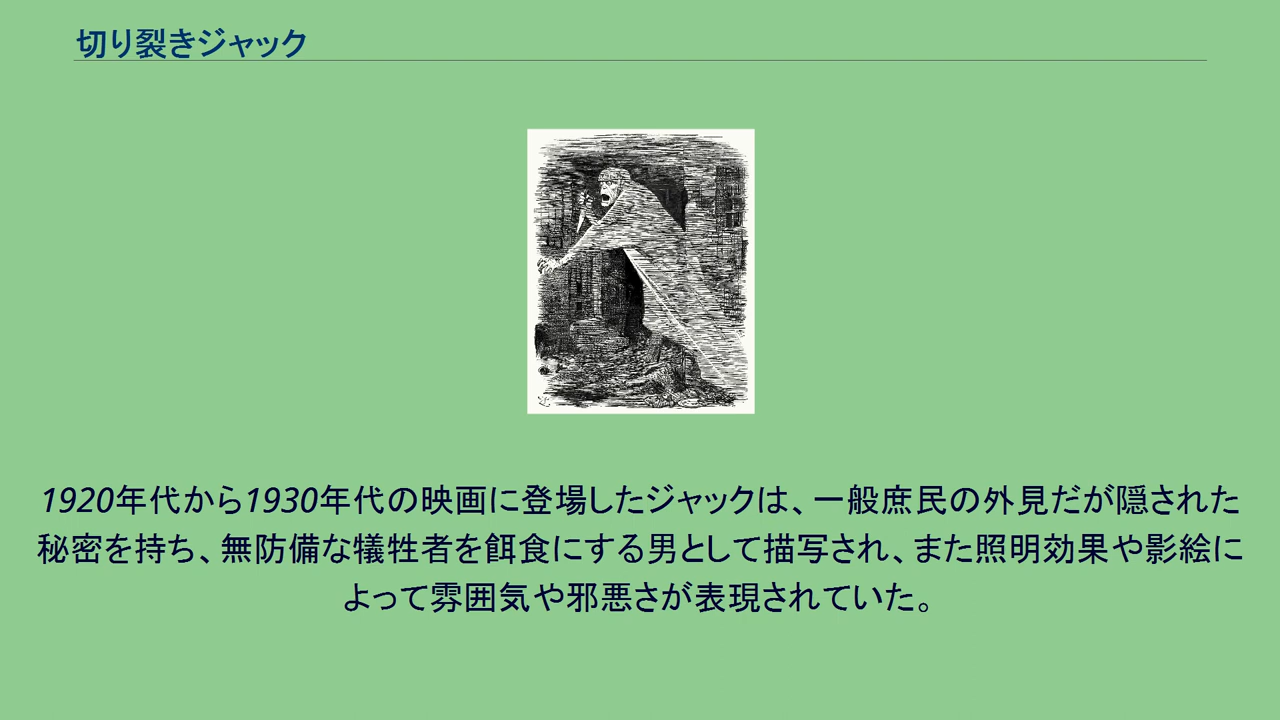 切り裂きジャック
1920年代から1930年代の映画に登場したジャックは、一般庶民の外見だが隠された
秘密を持ち、無防備な犠牲者を餌食にする男として描写され、また照明効果や影絵に
よって雰囲気や邪悪さが表現されていた。